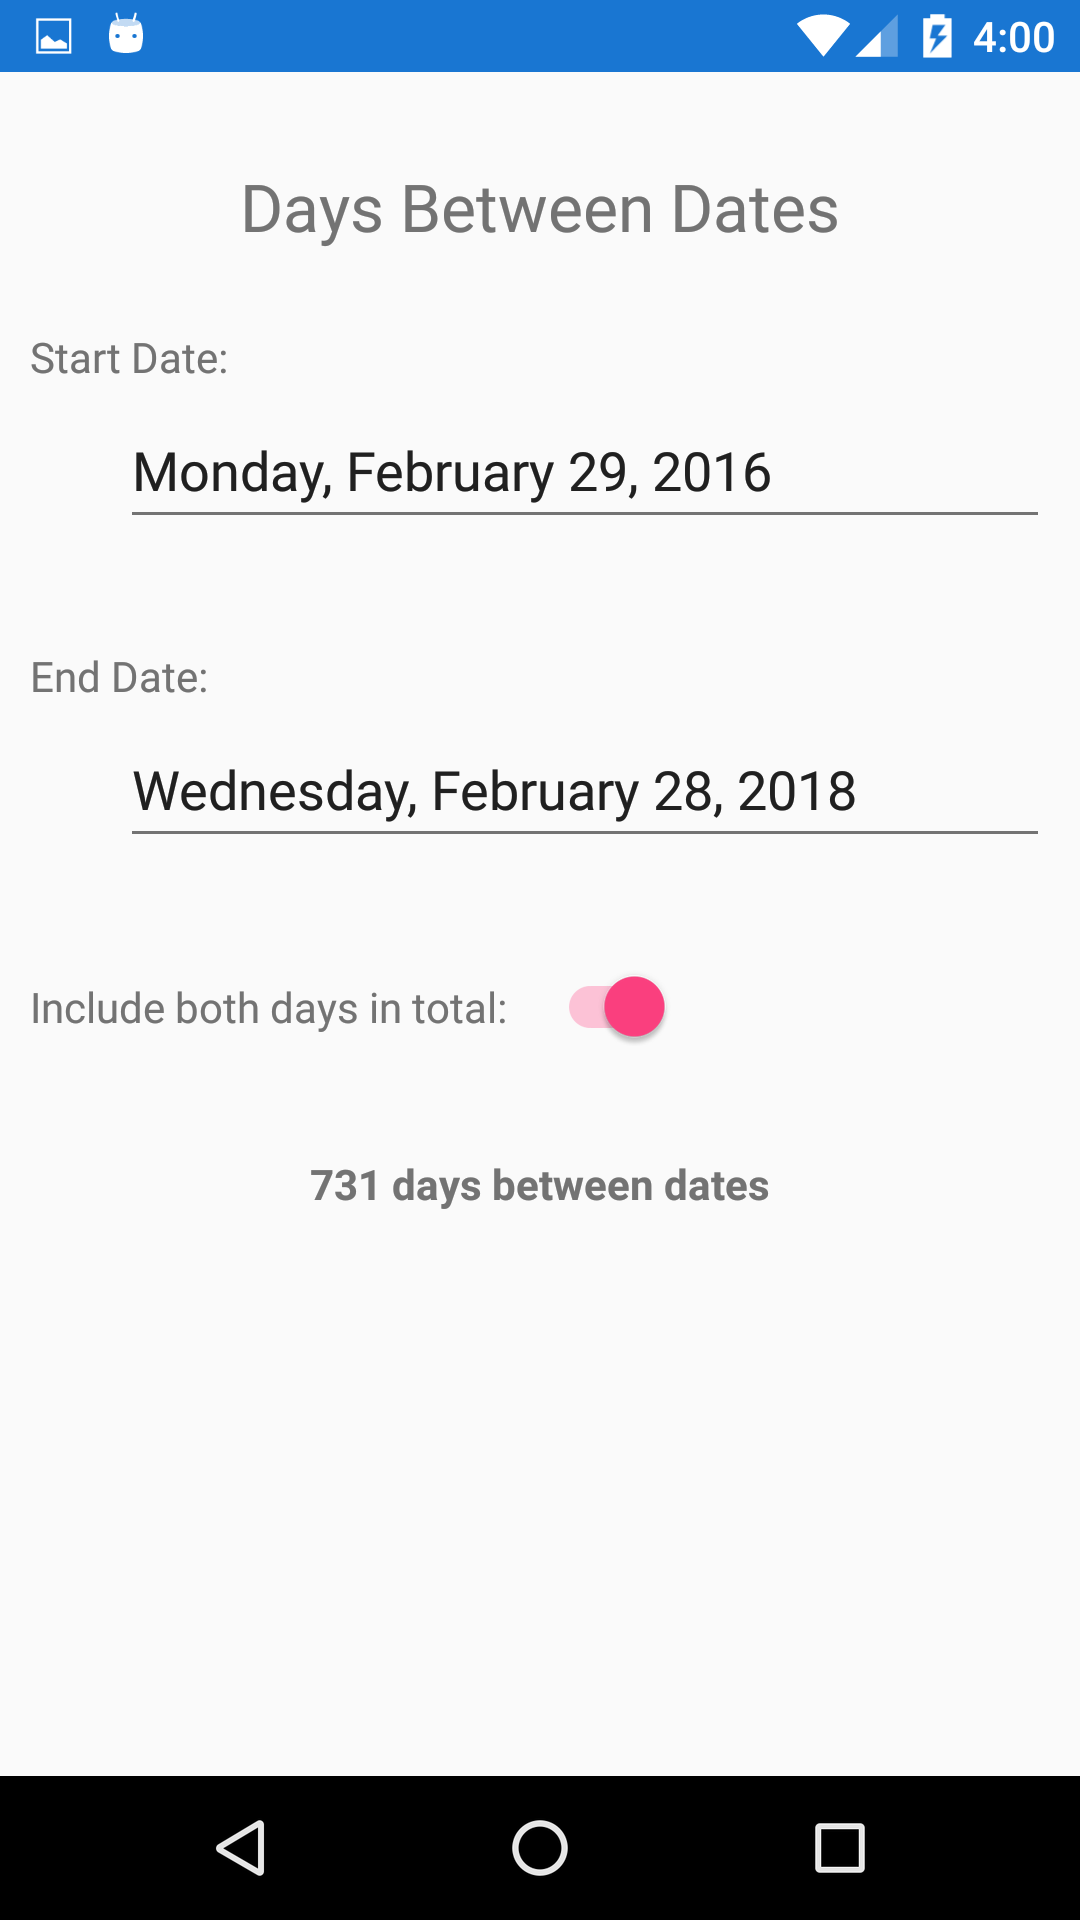 4:00
Days Between Dates
Start Date:
Monday, February 29, 2016
End Date:
Wednesday, February 28, 2018
Include both days in total:
731 days between dates